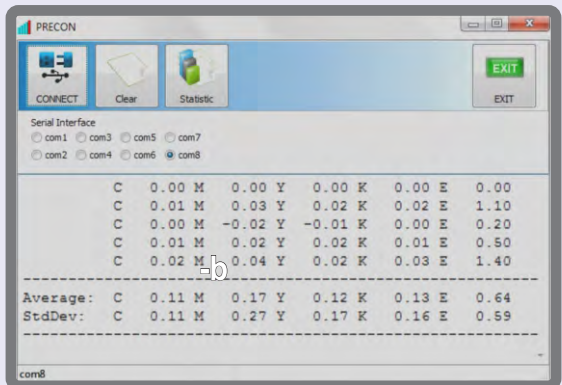 PRECON
EXIT
CONNECT Clear Statistic EXIT
Serial Interface
com1 com3 com5 com7
com2 com4 com6 com8
C 0.00 M 0.00 Y 0.00 K 0.00 E 0.00
C 0.01 M 0.03 Y 0.02 K 0.02 E 1.10
C 0.00 M -0.02 Y -0.01 K 0.00 E 0.20
C 0.01 M 0.02 Y 0.02 K 0.01 E 0.50
C 0.02 M 0.04 Y 0.02 K 0.03 E 1.40
-b
Average: C 0.11 M 0.17 Y 0.12 K 0.13 E 0.64
StdDev: C 0.11 M 0.27 Y 0.17 K 0.16 E 0.59
com8